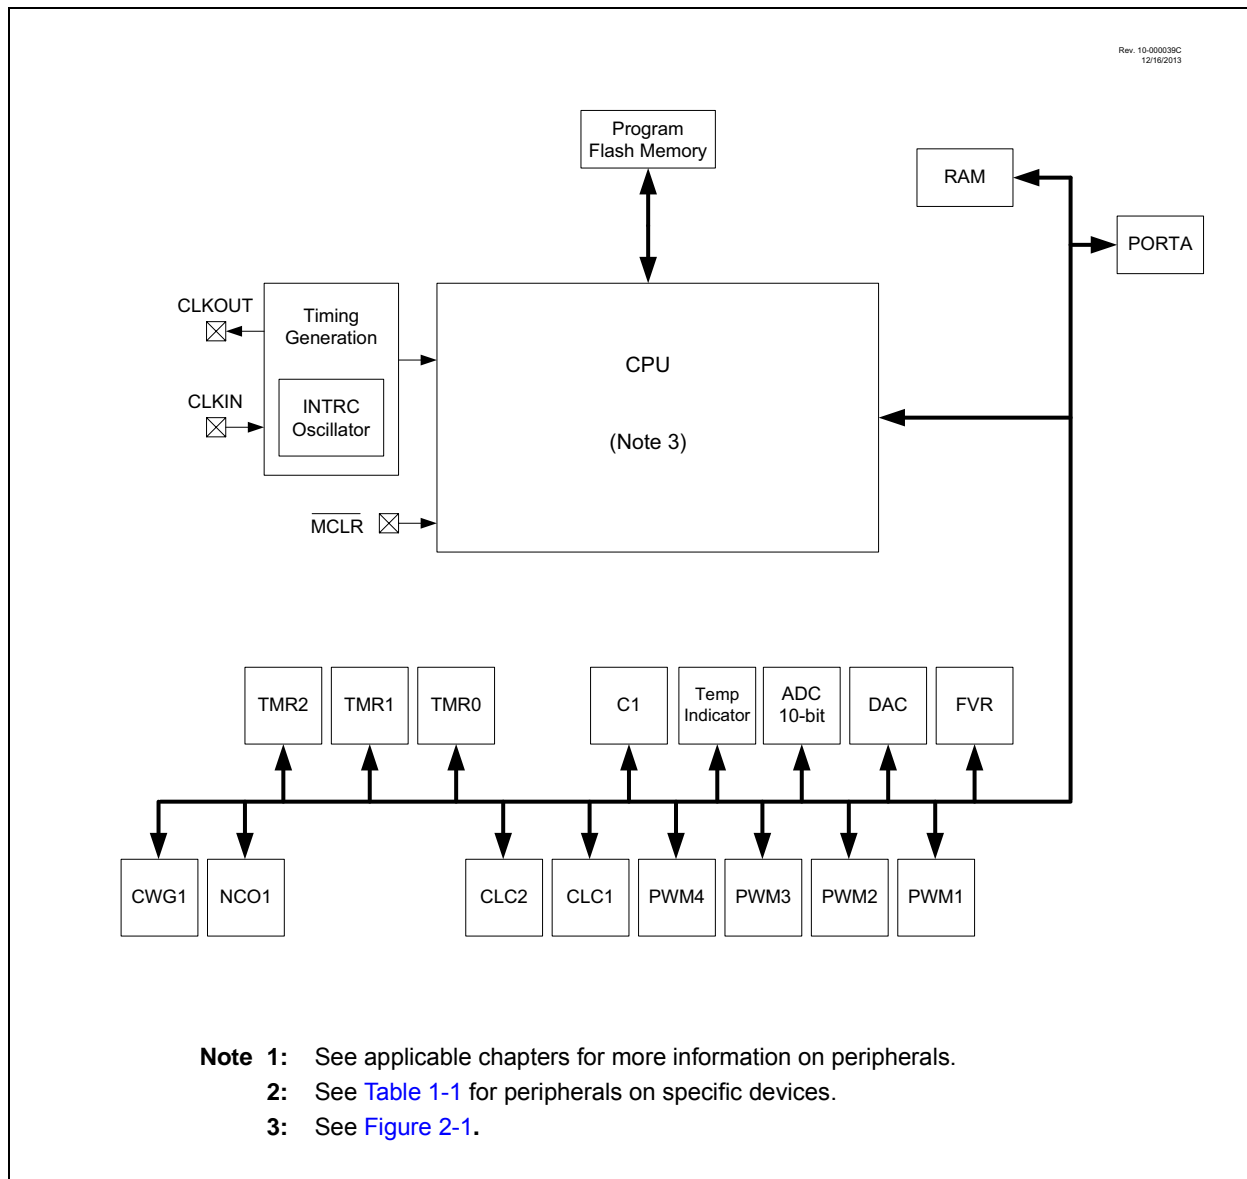 Rev. 10-000039C
12/16/2013
Program
Flash Memory
RAM
PORTA
CLKOUT
Timing
Generation
CPU
CLKIN
INTRC
Oscillator
(Note 3)
MCLR
TMR2
TMR1
TMR0
C1
Temp
Indicator
ADC
10-bit
DAC
FVR
CWG1
NCO1
CLC2
CLC1
PWM4
PWM3
PWM2
PWM1
Note 1: See applicable chapters for more information on peripherals.
2: See Table 1-1 for peripherals on specific devices.
3: See Figure 2-1.